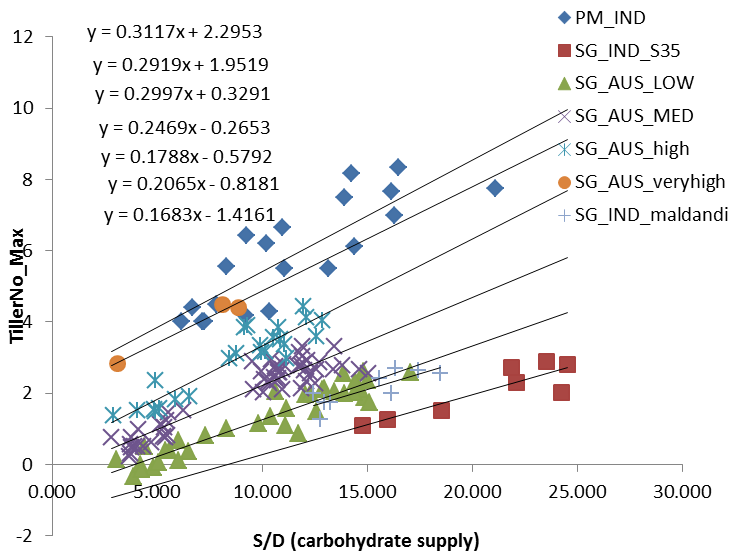 y = 0.3117x + 2.2953
y = 0.2919x + 1.9519
y = 0.2997x + 0.3291
y = 0.2469x - 0.2653
y = 0.1788x - 0.5792
y = 0.2065x - 0.8181
y = 0.1683x - 1.4161
PM_IND
SG_IND_S35
SG_AUS_LOW
SG_AUS_MED
SG_AUS_high
SG_AUS_veryhigh
SG_IND_maldandi
TillerNo_Max
12
10
8
6
4
2
0
-2
0.000 5.000 10.000 15.000 20.000 25.000 30.000
S/D (carbohydrate supply)